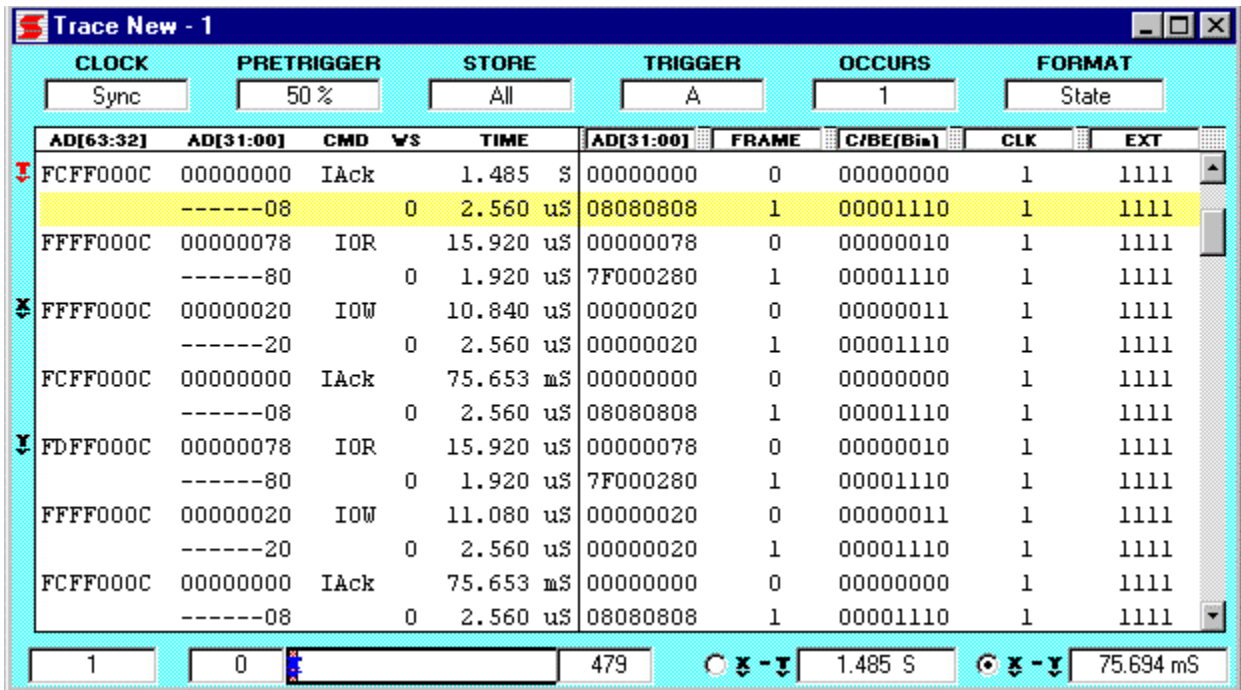 Trace New - 1
CLOCK PRETRIGGER STORE TRIGGER OCCURS FORMAT
Sync 50 % All A 1 State
AD[63:32] AD[31:00] CMD WS TIME AD[31:00] FRAME C/BE(Bin) CLK EXT
T FCFF000C 00000000 IAck 1.485 S 00000000 0 00000000 1 1111
------08 0 2.560 uS 08080808 1 00001110 1 1111
FFFF000C 00000078 IOR 15.920 uS 00000078 0 00000010 1 1111
------80 0 1.920 uS 7F000280 1 00001110 1 1111
X FFFF000C 00000020 IOW 10.840 uS 00000020 0 00000011 1 1111
------20 0 2.560 uS 00000020 1 00001110 1 1111
FCFF000C 00000000 IAck 75.653 mS 00000000 0 00000000 1 1111
------08 0 2.560 uS 08080808 1 00001110 1 1111
Y FDFF000C 00000078 IOR 15.920 uS 00000078 0 00000010 1 1111
------80 0 1.920 uS 7F000280 1 00001110 1 1111
FFFF000C 00000020 IOW 11.080 uS 00000020 0 00000011 1 1111
------20 0 2.560 uS 00000020 1 00001110 1 1111
FCFF000C 00000000 IAck 75.653 mS 00000000 0 00000000 1 1111
------08 0 2.560 uS 08080808 1 00001110 1 1111
1 0 479 X - T 1.485 S X - Y 75.694 mS